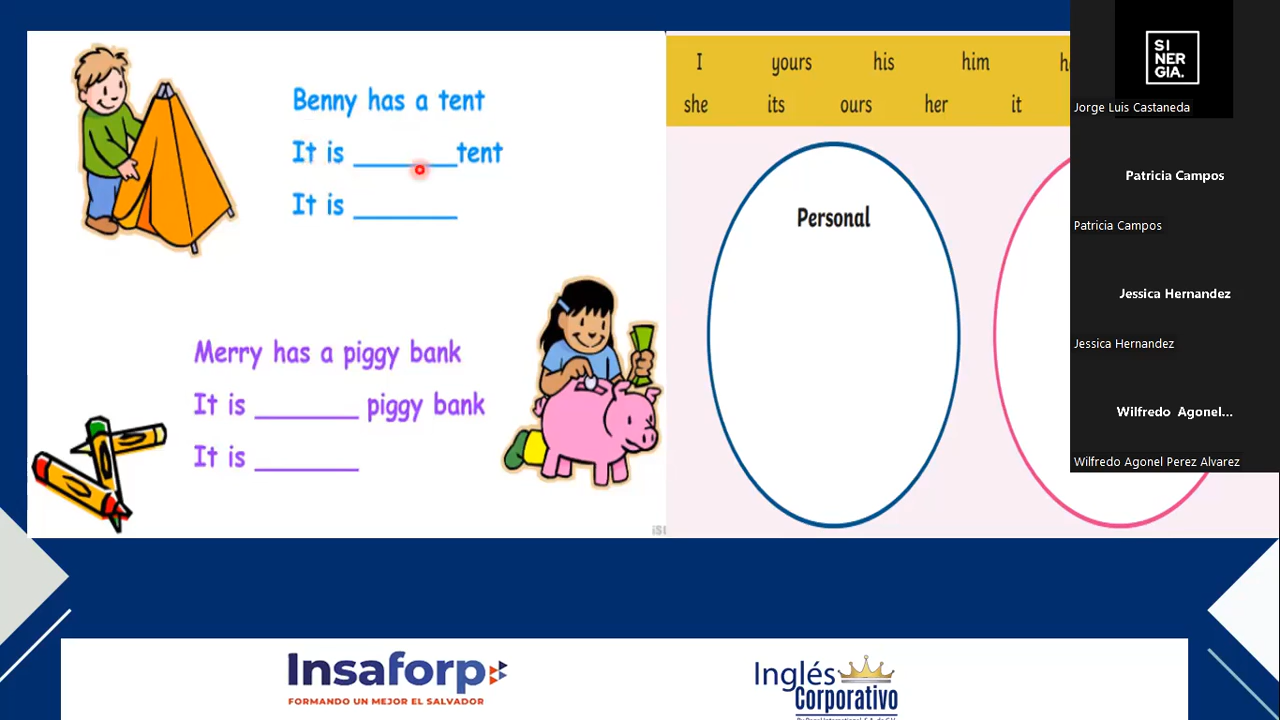 Benny has a tent
It is ________tent
It is ________
Merry has a piggy bank
It is ________ piggy bank
It is ________
I yours his him
she its ours her it
Personal
SI
NER
GIA.
Jorge Luis Castaneda
Patricia Campos
Patricia Campos
Jessica Hernandez
Jessica Hernandez
Wilfredo Agonel...
Wilfredo Agonel Perez Alvarez
Insaforp
FORMANDO UN MEJOR EL SALVADOR
Inglés
Corporativo